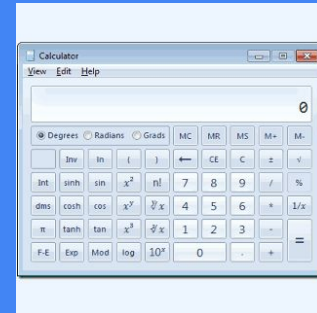 Calculator
View Edit Help
0
Degrees Radians Grads MC MR MS M+ M-
Inv ln ( ) ← CE C ± √
Int sinh sin x² n! 7 8 9 / %
dms cosh cos xʸ ʸ√x 4 5 6 * 1/x
π tanh tan x³ ³√x 1 2 3 - =
F-E Exp Mod log 10ˣ 0 . +